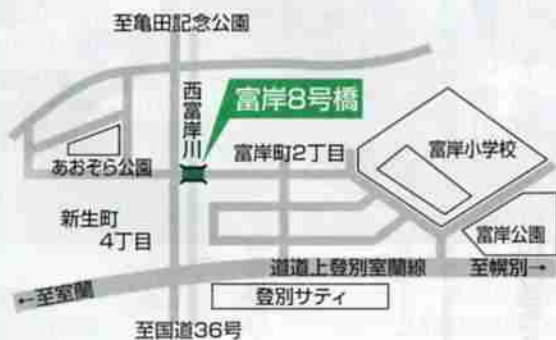 至亀田記念公園
西富岸川
富岸8号橋
富岸町2丁目
富岸小学校
あおぞら公園
新生町
4丁目
富岸公園
道道上登別室蘭線
至幌別→
←至室蘭
登別サティ
至国道36号